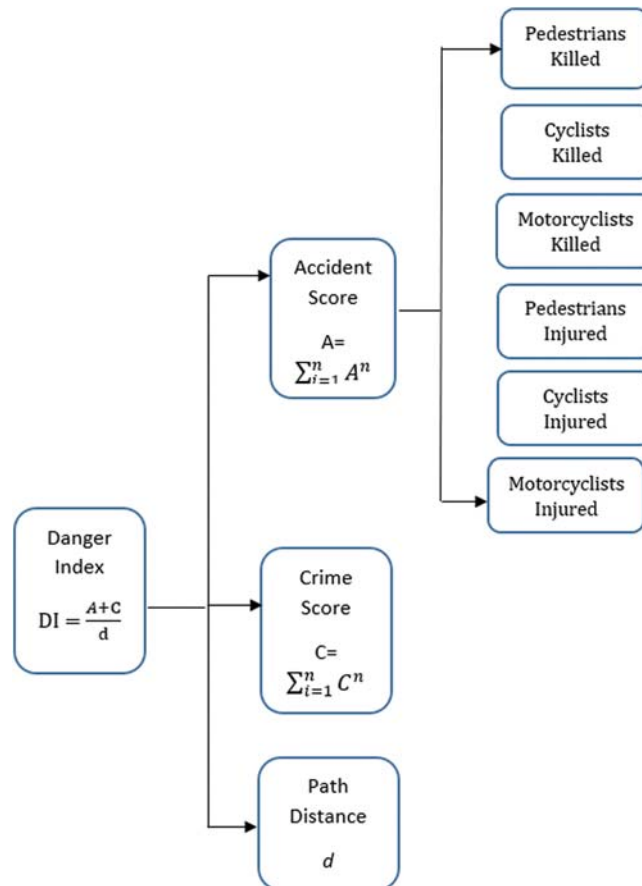 Pedestrians
Killed
Cyclists
Killed
Motorcyclists
Killed
Pedestrians
Injured
Cyclists
Injured
Motorcyclists
Injured
Accident
Score
A=
∑ⁿᵢ₌₁ Aⁿ
Crime
Score
C=
∑ⁿᵢ₌₁ Cⁿ
Path
Distance
d
Danger
Index
DI = A+C/d